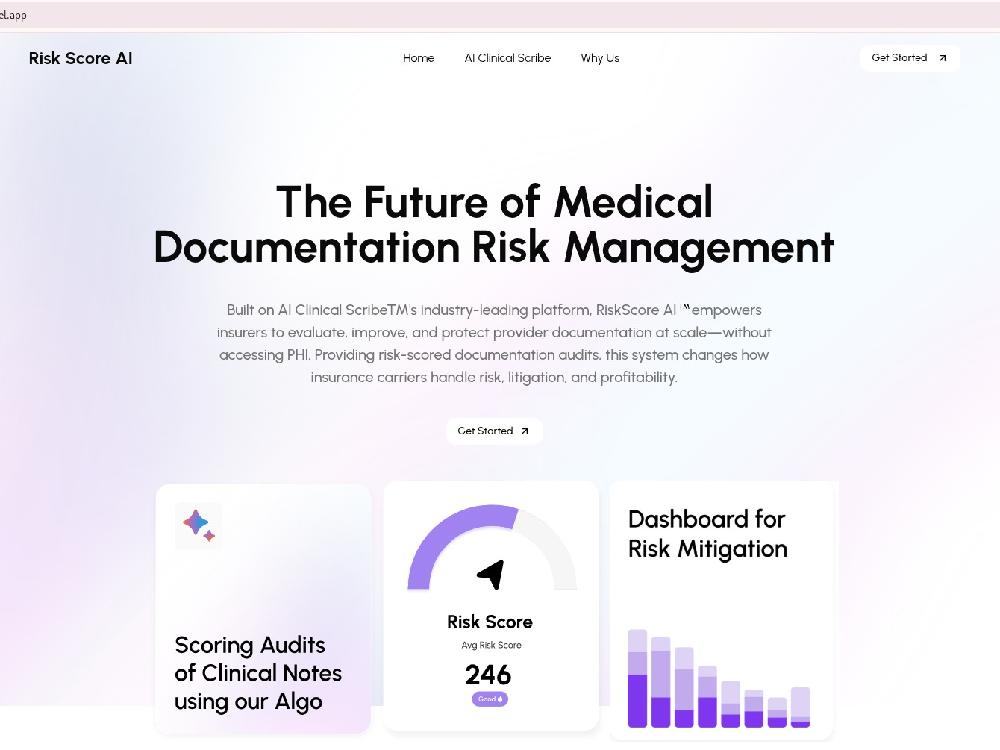 el.app
Risk Score AI
Home
AI Clinical Scribe
Why Us
Get Started
The Future of Medical
Documentation Risk Management
Built on AI Clinical ScribeTM's industry-leading platform, RiskScore AI "empowers
insurers to evaluate, improve, and protect provider documentation at scale—without
accessing PHI. Providing risk-scored documentation audits, this system changes how
insurance carriers handle risk, litigation, and profitability.
Get Started
Scoring Audits
of Clinical Notes
using our Algo
Risk Score
Avg Risk Score
246
Good
Dashboard for
Risk Mitigation